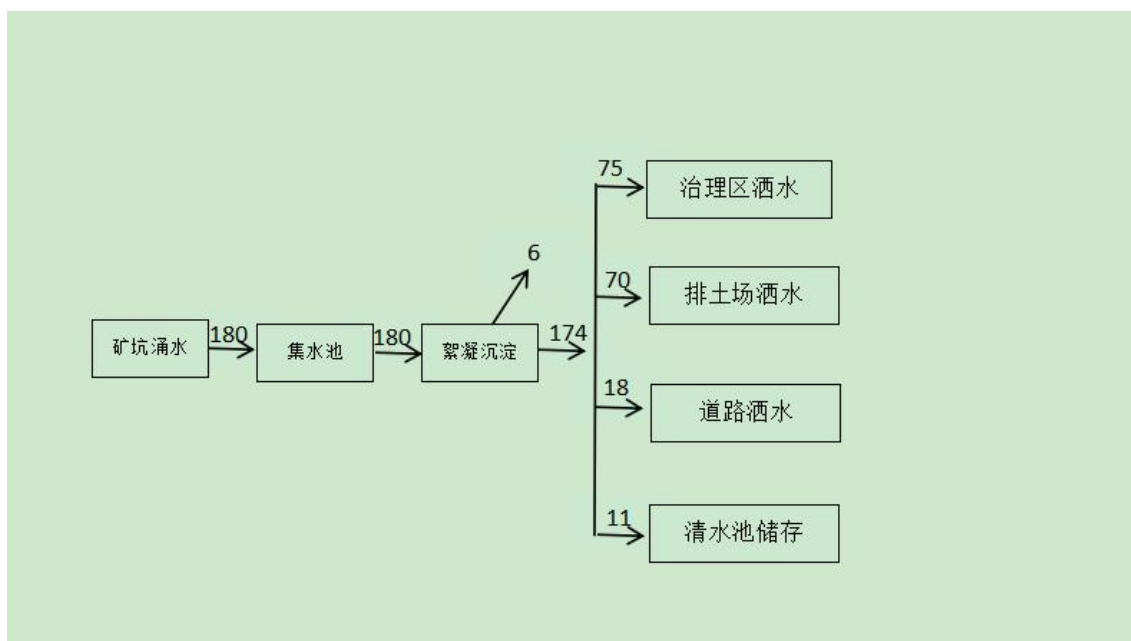 75
治理区洒水
6
70
排土场洒水
矿坑涌水
180
集水池
180
絮凝沉淀
174
18
道路洒水
11
清水池储存